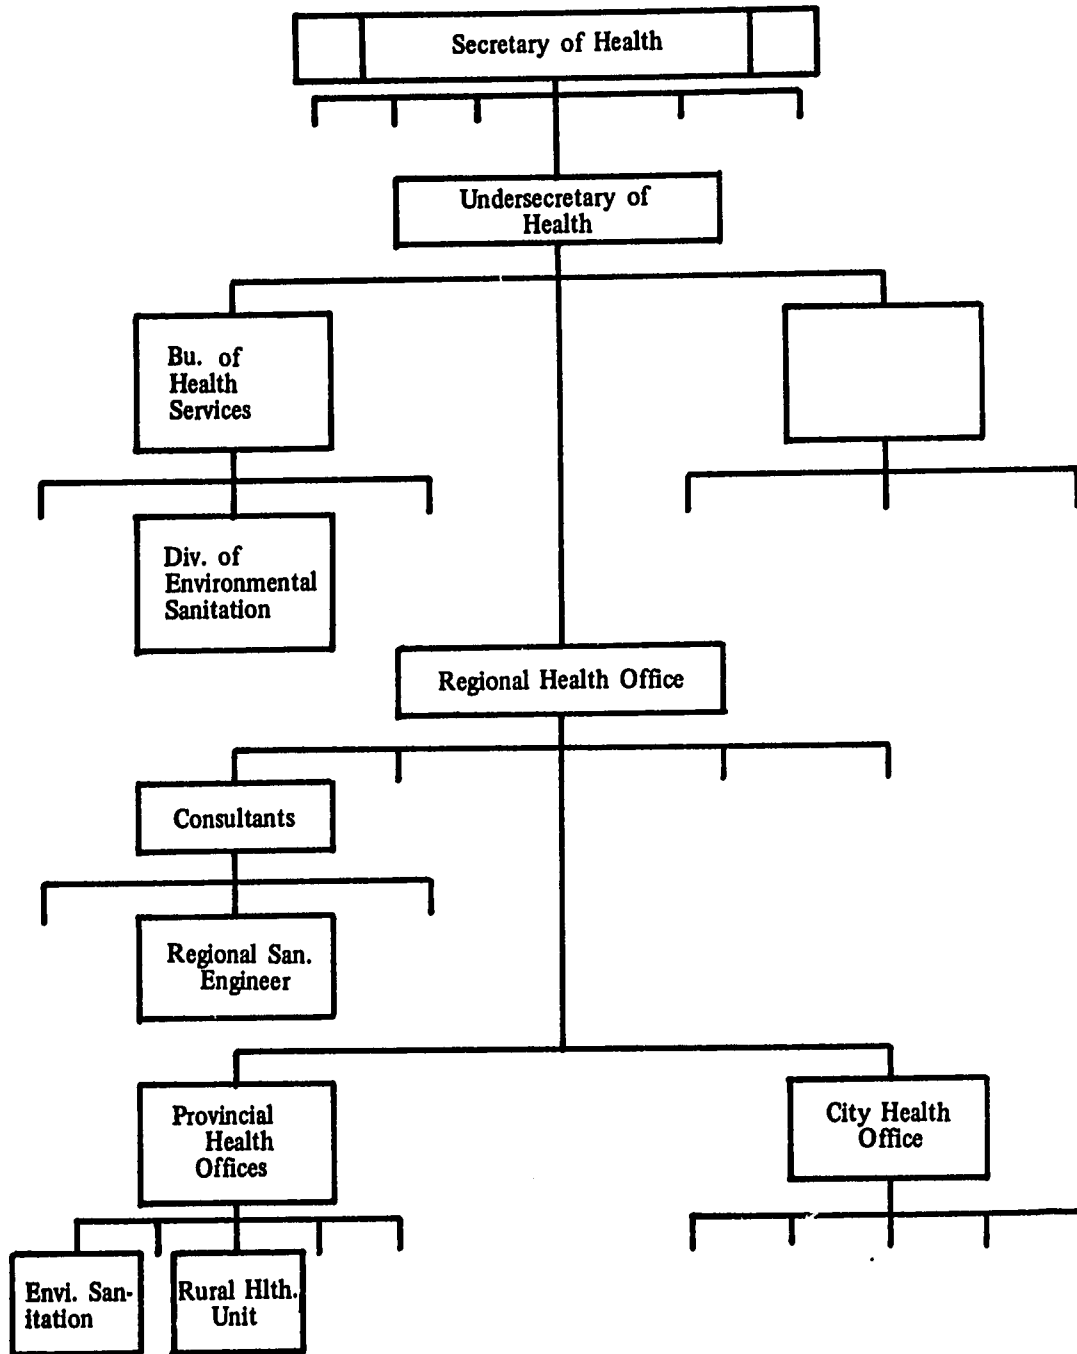 Secretary of Health
Undersecretary of
Health
Bu. of
Health
Services
Div. of
Environmental
Sanitation
Regional Health Office
Consultants
Regional San.
Engineer
Provincial
Health
Offices
City Health
Office
Envi. San-
itation
Rural Hlth.
Unit